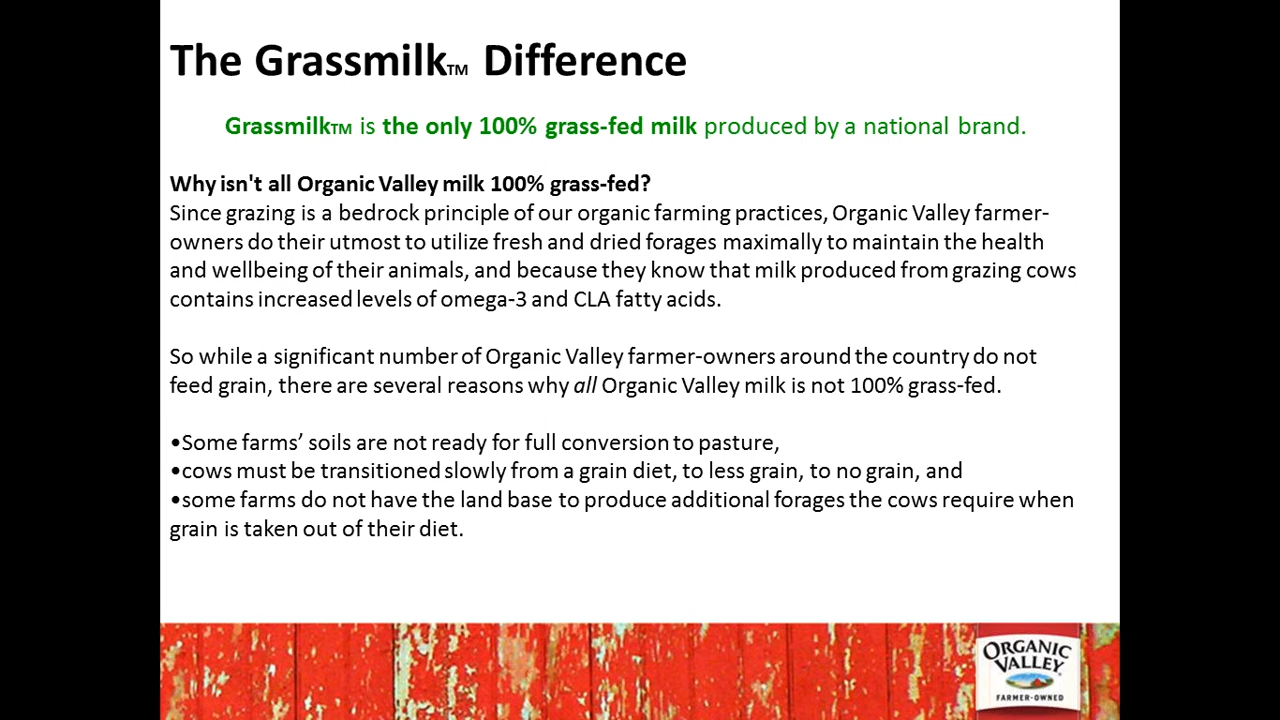 The Grassmilk™ Difference
Grassmilk™ is the only 100% grass-fed milk produced by a national brand.
Why isn't all Organic Valley milk 100% grass-fed?
Since grazing is a bedrock principle of our organic farming practices, Organic Valley farmer-
owners do their utmost to utilize fresh and dried forages maximally to maintain the health
and wellbeing of their animals, and because they know that milk produced from grazing cows
contains increased levels of omega-3 and CLA fatty acids.
So while a significant number of Organic Valley farmer-owners around the country do not
feed grain, there are several reasons why all Organic Valley milk is not 100% grass-fed.
•Some farms’ soils are not ready for full conversion to pasture,
•cows must be transitioned slowly from a grain diet, to less grain, to no grain, and
•some farms do not have the land base to produce additional forages the cows require when
grain is taken out of their diet.
ORGANIC
VALLEY
FARMER-OWNED